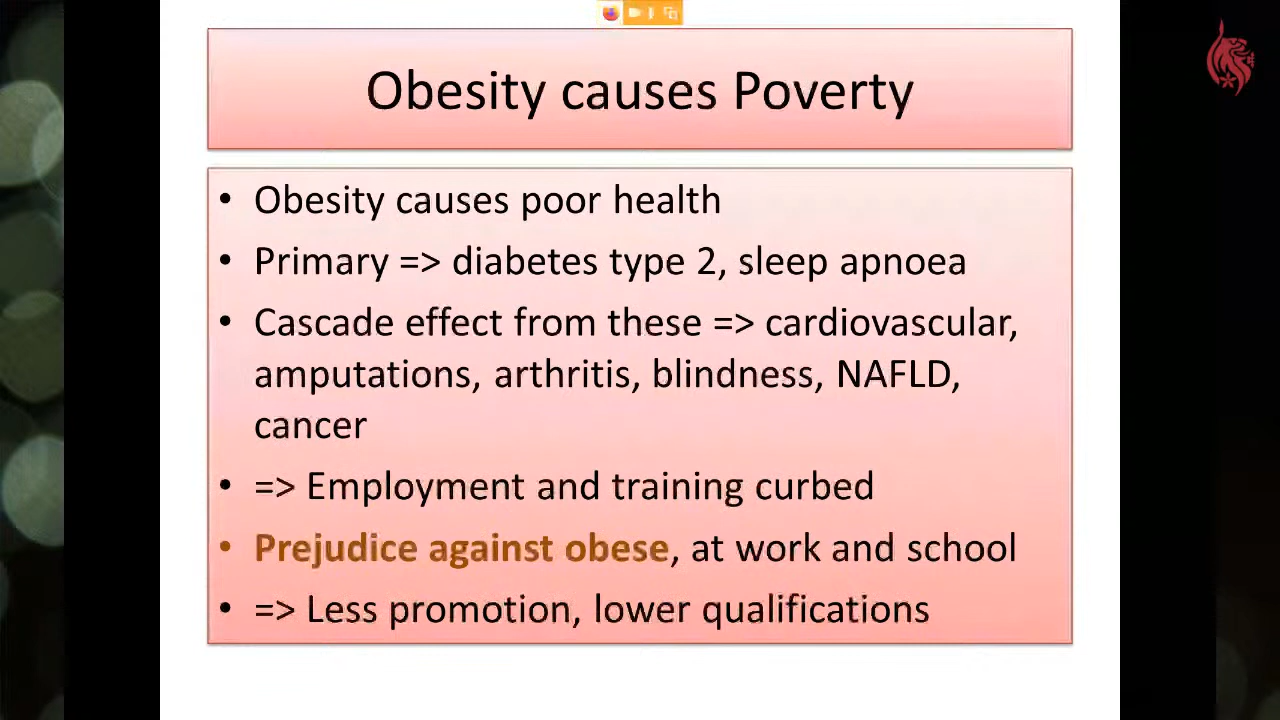 Obesity causes Poverty
• Obesity causes poor health
• Primary => diabetes type 2, sleep apnoea
• Cascade effect from these => cardiovascular,
amputations, arthritis, blindness, NAFLD,
cancer
• => Employment and training curbed
• Prejudice against obese, at work and school
• => Less promotion, lower qualifications